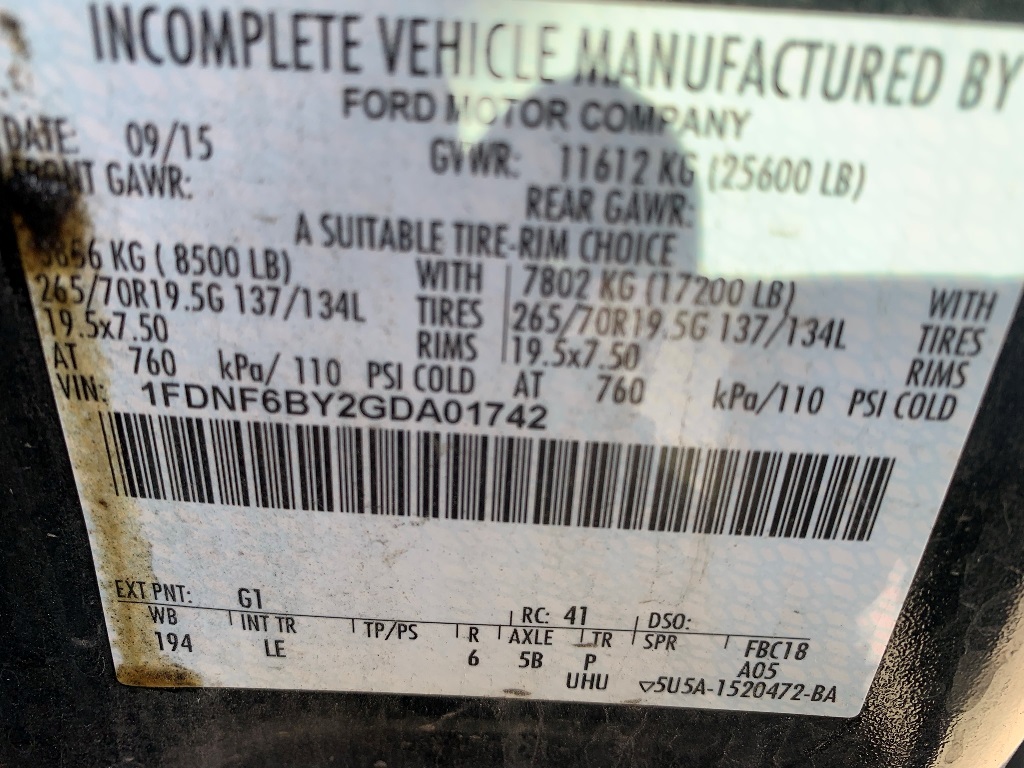 INCOMPLETE VEHICLE MANUFACTURED BY
FORD MOTOR COMPANY
DATE: 09/15 GVWR: 11612 KG (25600 LB)
FRONT GAWR: REAR GAWR:
A SUITABLE TIRE-RIM CHOICE
3856 KG ( 8500 LB) WITH 7802 KG (17200 LB) WITH
265/70R19.5G 137/134L TIRES 265/70R19.5G 137/134L TIRES
19.5x7.50 RIMS 19.5x7.50 RIMS
AT 760 kPa/ 110 PSI COLD AT 760 kPa/110 PSI COLD
VIN: 1FDNF6BY2GDA01742
EXT PNT: G1 RC: 41 DSO:
WB INT TR TP/PS R AXLE TR SPR FBC18
194 LE 6 5B P A05
UHU ▽5U5A-1520472-BA